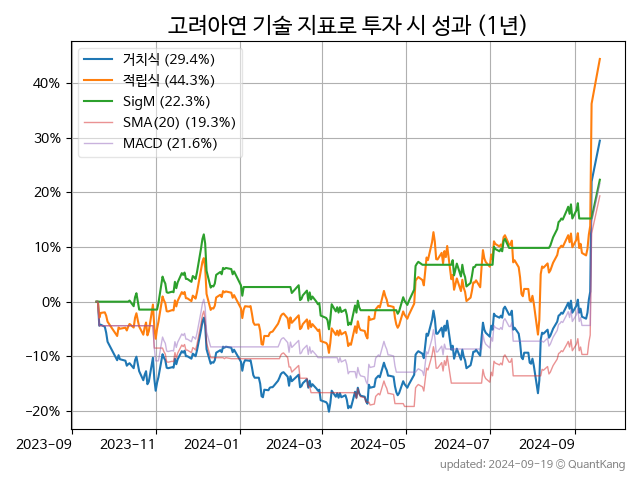 고려아연 기술 지표로 투자 시 성과 (1년)
거치식 (29.4%)
적립식 (44.3%)
SigM (22.3%)
SMA(20) (19.3%)
MACD (21.6%)
40%
30%
20%
10%
0%
−10%
−20%
2023-09 2023-11 2024-01 2024-03 2024-05 2024-07 2024-09
updated: 2024-09-19 © QuantKang